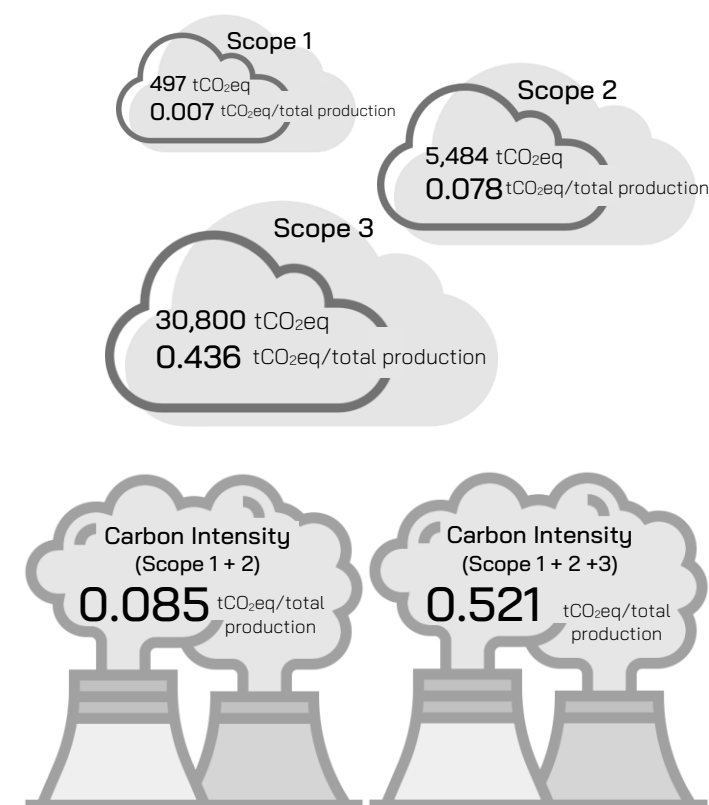 Scope 1
497 tCO₂eq
0.007 tCO₂eq/total production
Scope 2
5,484 tCO₂eq
0.078 tCO₂eq/total production
Scope 3
30,800 tCO₂eq
0.436 tCO₂eq/total production
Carbon Intensity
(Scope 1 + 2)
0.085 tCO₂eq/total
production
Carbon Intensity
(Scope 1 + 2 +3)
0.521 tCO₂eq/total
production